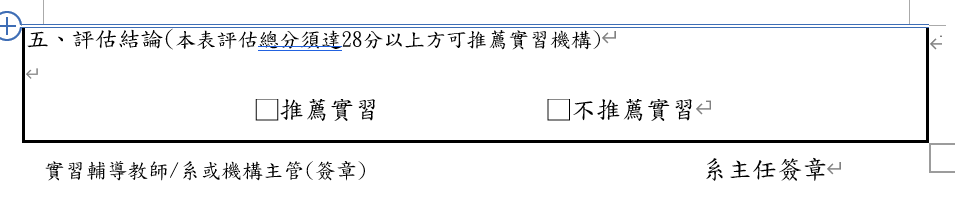 五、評估結論(本表評估總分須達28分以上方可推薦實習機構)
□推薦實習 □不推薦實習
實習輔導教師/系或機構主管(簽章) 系主任簽章